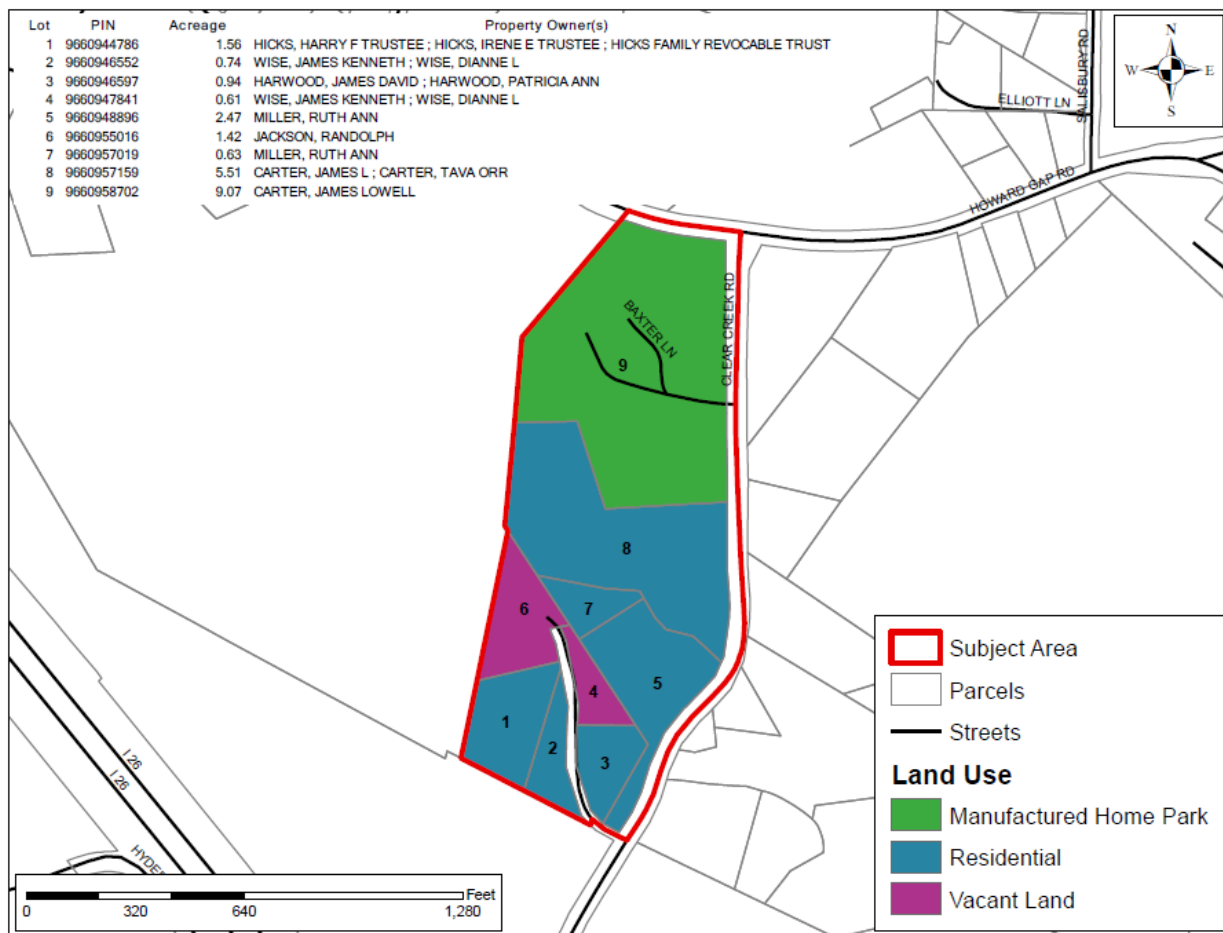 Lot PIN Acreage Property Owner(s)
1 9660944786 1.56 HICKS, HARRY F TRUSTEE ; HICKS, IRENE E TRUSTEE ; HICKS FAMILY REVOCABLE TRUST
2 9660946552 0.74 WISE, JAMES KENNETH ; WISE, DIANNE L
3 9660946597 0.94 HARWOOD, JAMES DAVID ; HARWOOD, PATRICIA ANN
4 9660947841 0.61 WISE, JAMES KENNETH ; WISE, DIANNE L
5 9660948896 2.47 MILLER, RUTH ANN
6 9660955016 1.42 JACKSON, RANDOLPH
7 9660957019 0.63 MILLER, RUTH ANN
8 9660957159 5.51 CARTER, JAMES L ; CARTER, TAVA ORR
9 9660958702 9.07 CARTER, JAMES LOWELL
N
W E
S
SALISBURY RD
ELLIOTT LN
HOWARD GAP RD
CLEAR CREEK RD
BAXTER LN
9
8
7
6
5
4
3
2
1
I 26
I 26
HYDER
Subject Area
Parcels
Streets
Land Use
Manufactured Home Park
Residential
Vacant Land
Feet
0 320 640 1,280